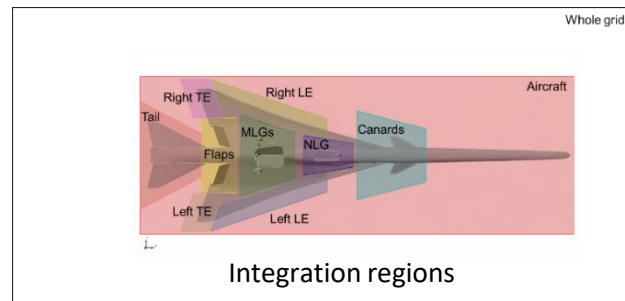 Whole grid
Aircraft
Right TE
Right LE
Tail
MLGs
Canards
NLG
Flaps
Left TE
Left LE
Integration regions